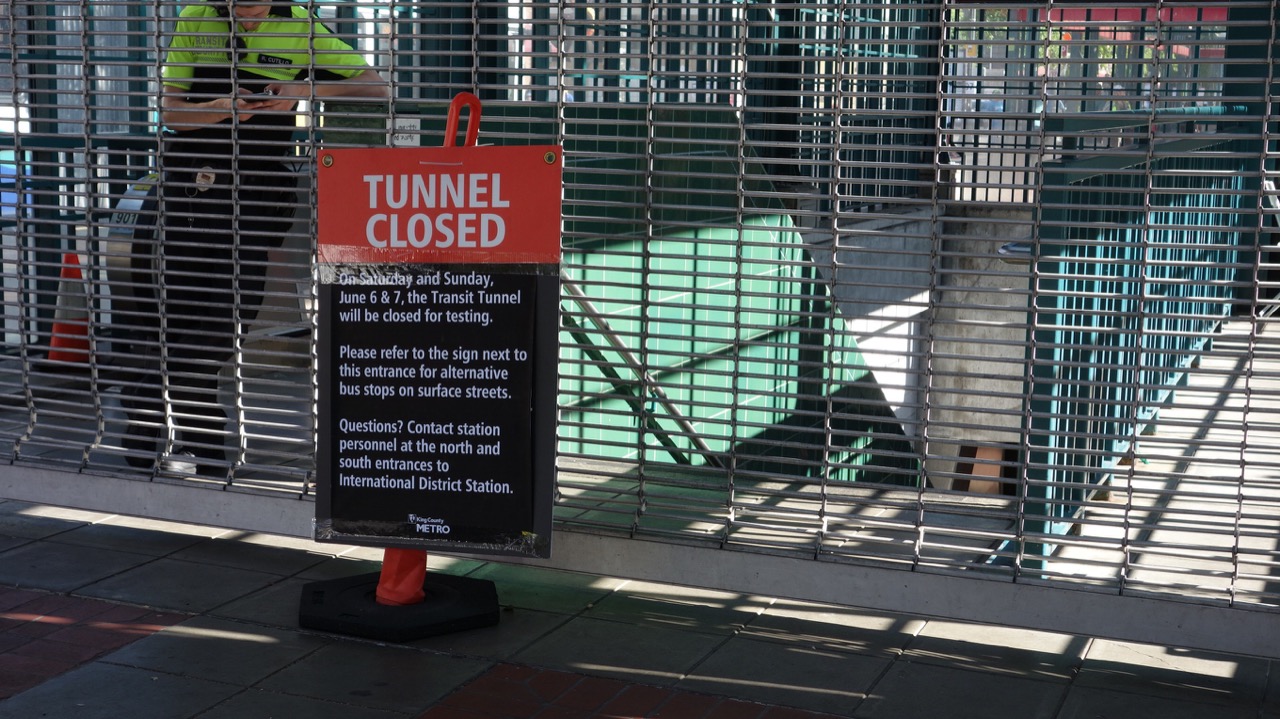 TUNNEL
CLOSED
On Saturday and Sunday,
June 6 & 7, the Transit Tunnel
will be closed for testing.
Please refer to the sign next to
this entrance for alternative
bus stops on surface streets.
Questions? Contact station
personnel at the north and
south entrances to
International District Station.
King County
METRO
901